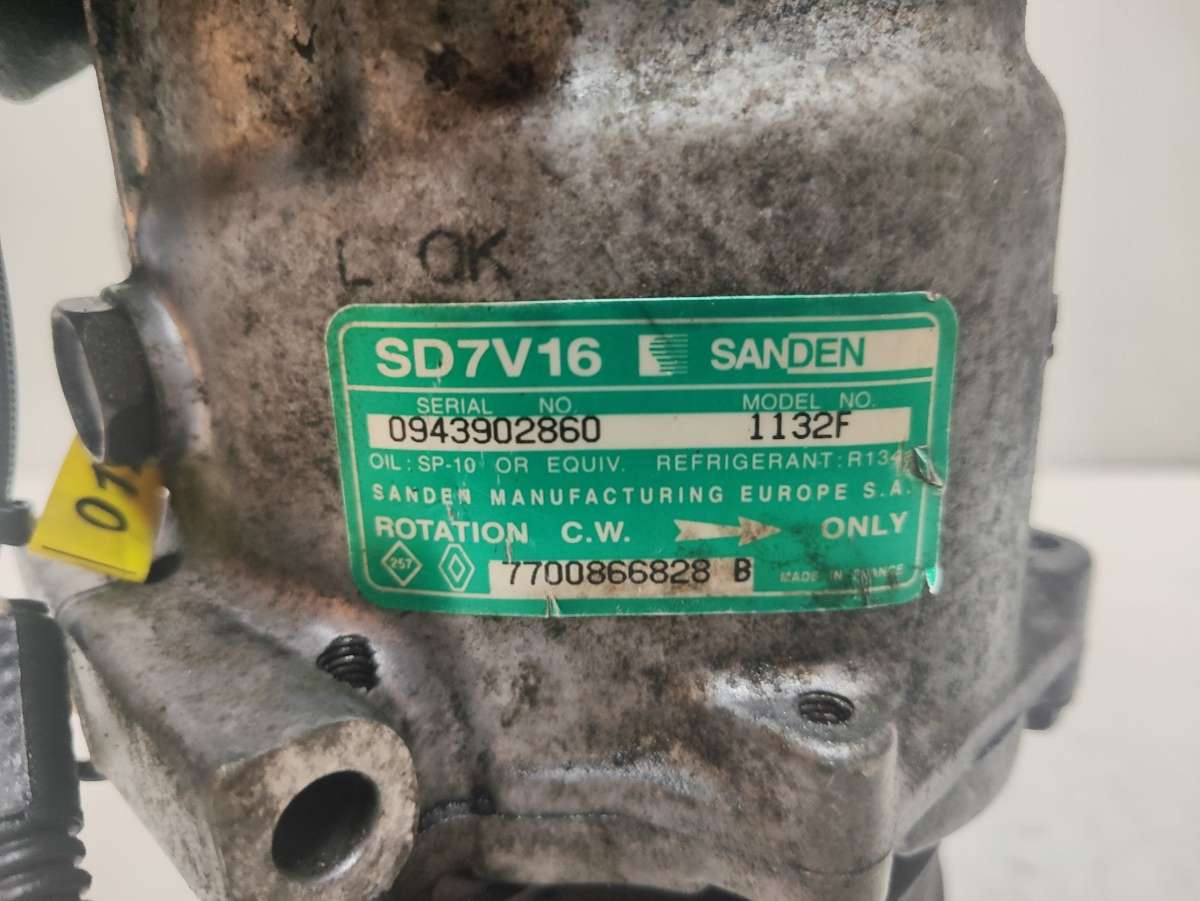 L OK
SD7V16 SANDEN
SERIAL NO. MODEL NO.
0943902860 1132F
OIL: SP-10 OR EQUIV. REFRIGERANT: R134
SANDEN MANUFACTURING EUROPE S.A.
ROTATION C.W. ONLY
257 7700866828 B MADE IN FRANCE
01